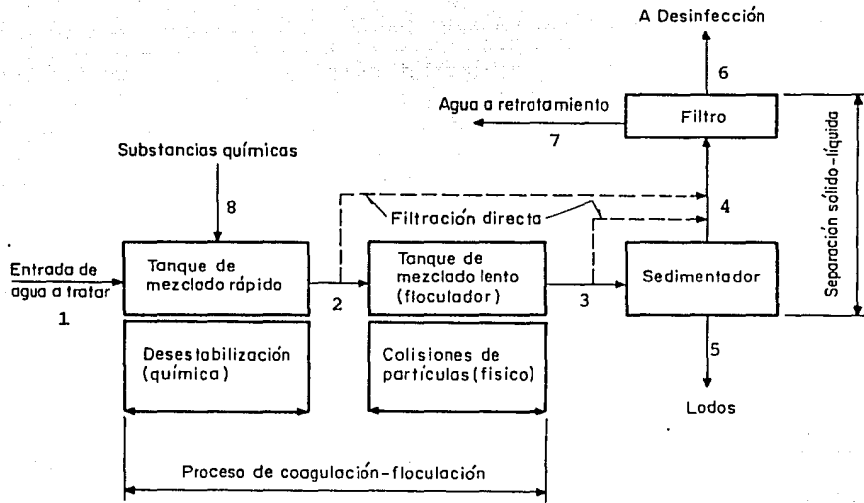 A Desinfección
6
Agua a retratamiento
7
Filtro
Separación sólido-líquida
Substancias químicas
8
Filtración directa
4
Entrada de
agua a tratar
1
Tanque de
mezclado rápido
2
Tanque de
mezclado lento
(floculador)
3
Sedimentador
5
Lodos
Desestabilización
(química)
Colisiones de
partículas (físico)
Proceso de coagulación-floculación